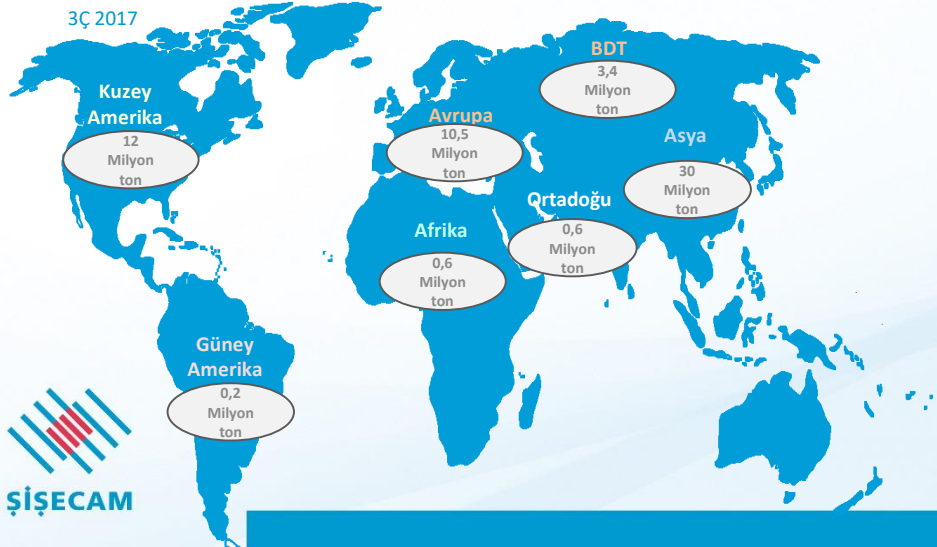 3Ç 2017
BDT
3,4
Milyon
ton
Kuzey
Amerika
12
Milyon
ton
Avrupa
10,5
Milyon
ton
Asya
30
Milyon
ton
Ortadoğu
0,6
Milyon
ton
Afrika
0,6
Milyon
ton
Güney
Amerika
0,2
Milyon
ton
ŞİŞECAM